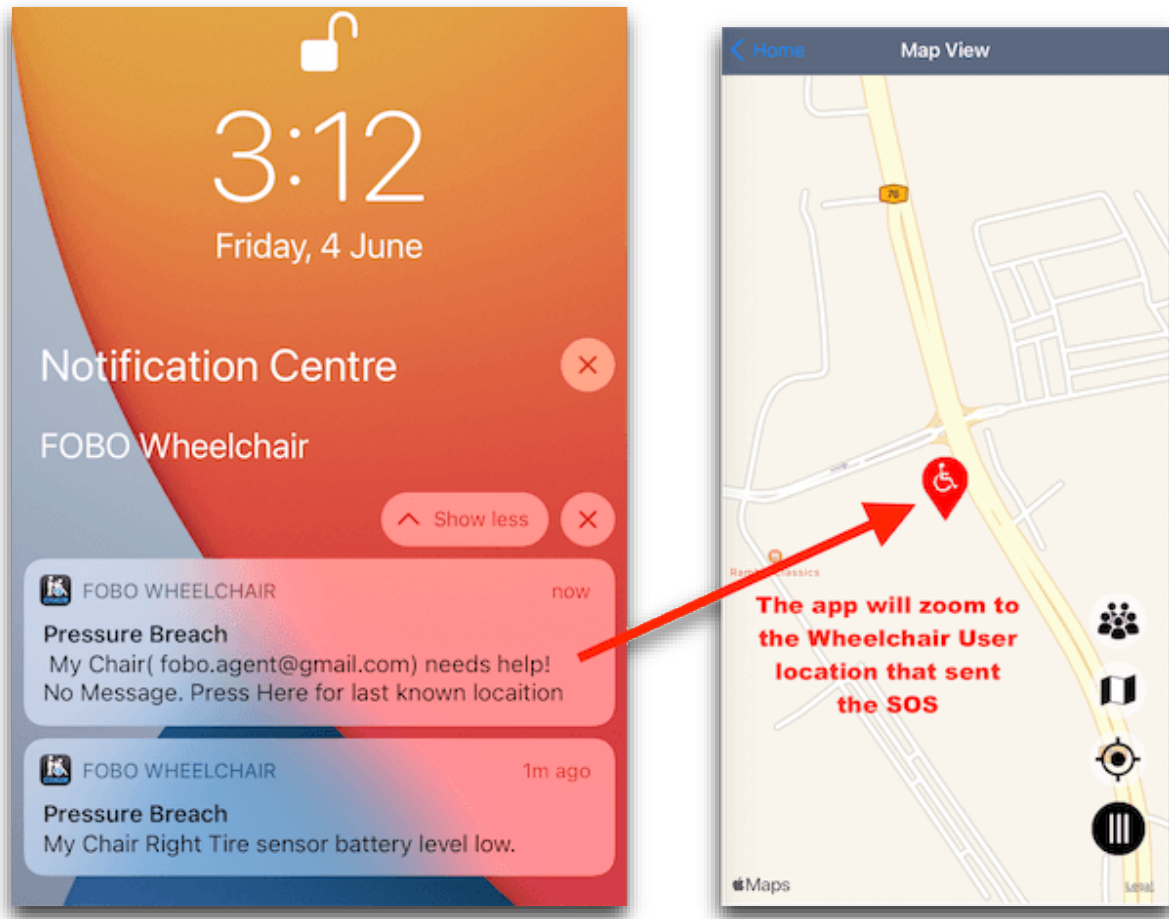 3:12
Friday, 4 June
Notification Centre
FOBO Wheelchair
Show less
FOBO WHEELCHAIR
now
Pressure Breach
My Chair( fobo.agent@gmail.com) needs help!
No Message. Press Here for last known locaition
FOBO WHEELCHAIR
1m ago
Pressure Breach
My Chair Right Tire sensor battery level low.
Home
Map View
76
The app will zoom to
the Wheelchair User
location that sent
the SOS
Maps
Legal